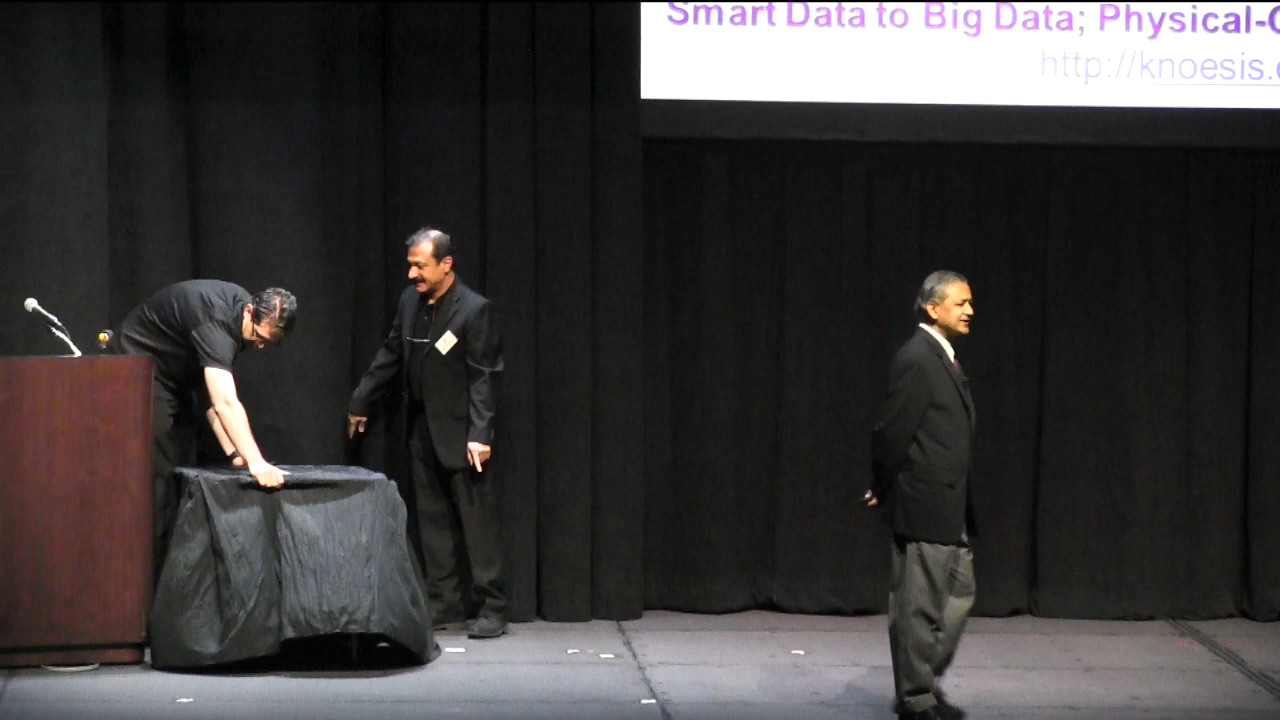 Smart Data to Big Data; Physical-C
http://knoesis.